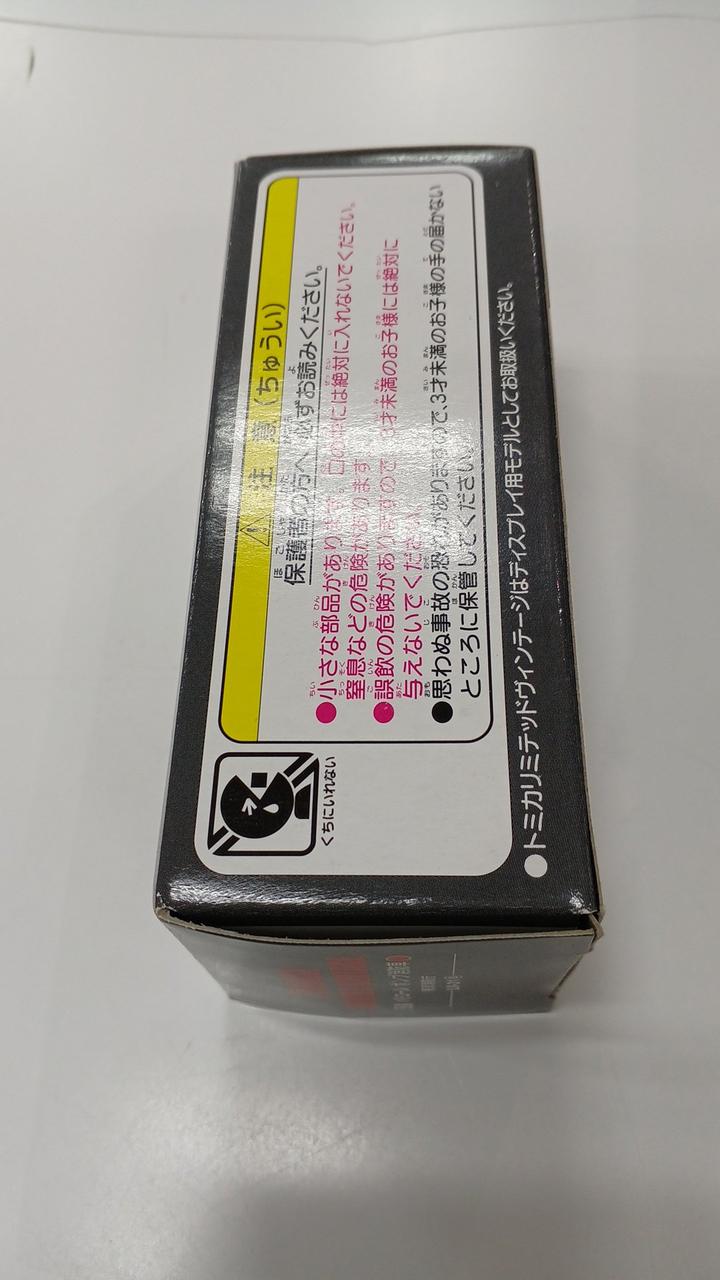 ⚠ 注 意（ちゅうい）
保護者の方へ 必ずお読みください。
●小さな部品があります。口の中には絶対に入れないでください。
窒息などの危険があります。
●誤飲の危険がありますので、3才未満のお子様には絶対に
与えないでください。
●思わぬ事故の恐れがありますので、3才未満のお子様の手の届かない
ところに保管してください。
くちにいれない
●トミカリミテッドヴィンテージはディスプレイ用モデルとしてお取扱いください。